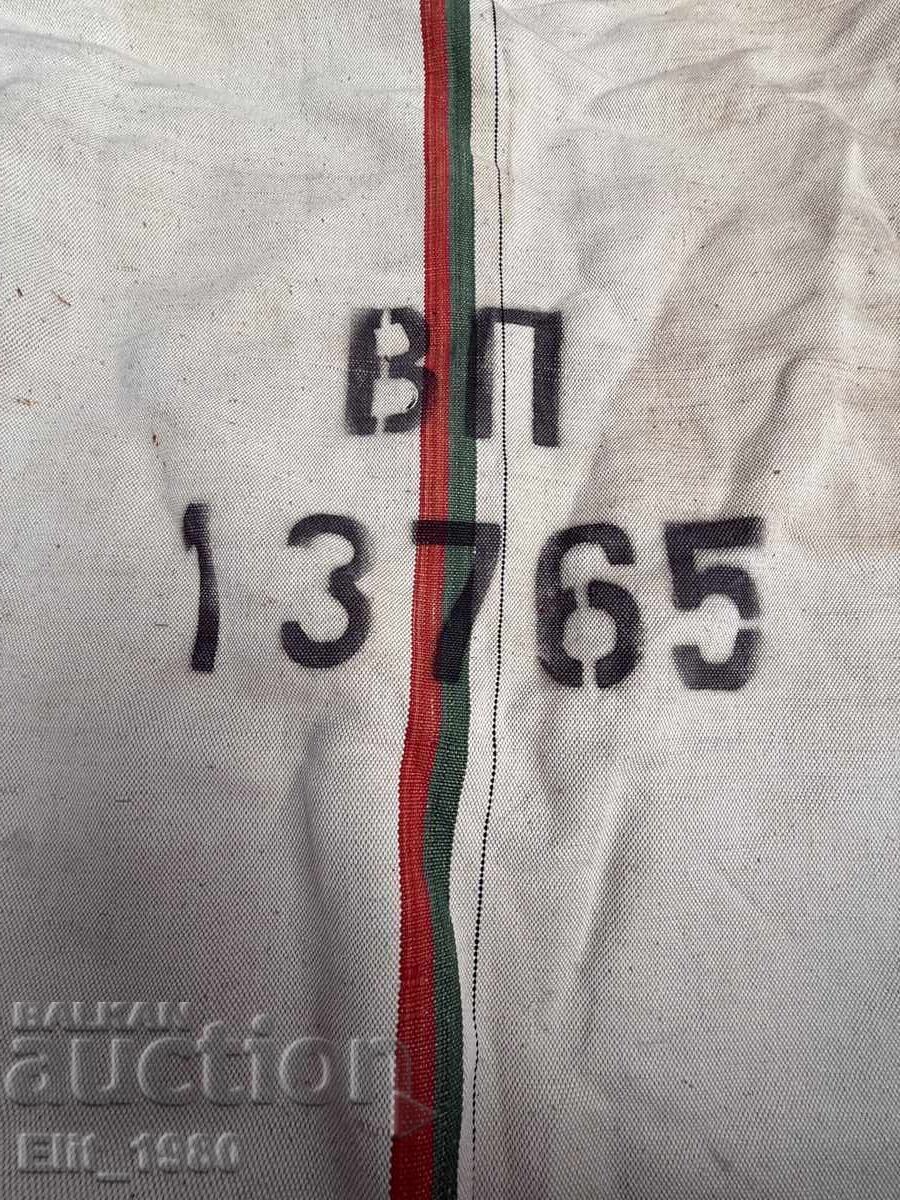 ВП
13765
BALKAN
auction
Elit_1980